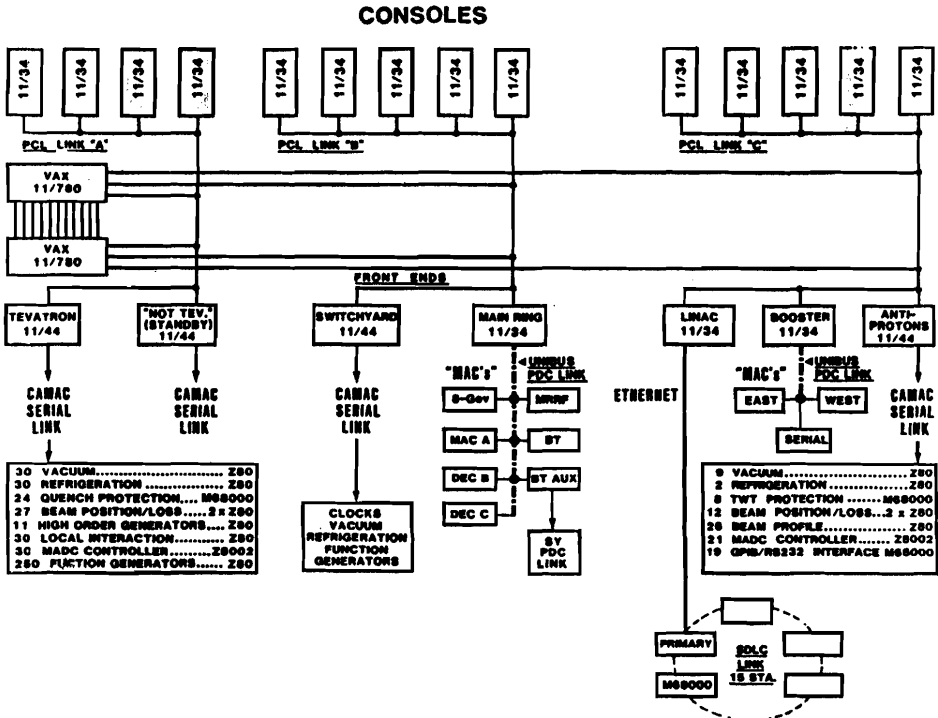 CONSOLES
11/34 11/34 11/34 11/34 11/34 11/34 11/34 11/34 11/34 11/34 11/34 11/34 11/34 11/34
PCL LINK "A" PCL LINK "B" PCL LINK "C"
VAX
11/780
VAX
11/780
FRONT ENDS
TEVATRON
11/44
"NOT TEV."
(STANDBY)
11/44
SWITCHYARD
11/44
MAIN RING
11/34
LINAC
11/34
BOOSTER
11/34
ANTI-
PROTONS
11/44
CAMAC
SERIAL
LINK
CAMAC
SERIAL
LINK
CAMAC
SERIAL
LINK
"MAC's"
UNIBUS
PDC LINK
8-Gev
MRRF
MAC A
BT
DEC B
BT AUX
DEC C
SY
PDC
LINK
ETHERNET
"MAC's"
UNIBUS
PDC LINK
EAST
WEST
SERIAL
CAMAC
SERIAL
LINK
30 VACUUM....................... Z80
30 REFRIGERATION ............... Z80
24 QUENCH PROTECTION.... M68000
27 BEAM POSITION/LOSS.....2 x Z80
11 HIGH ORDER GENERATORS.... Z80
30 LOCAL INTERACTION.......... Z80
30 MADC CONTROLLER.........Z8002
250 FUNCTION GENERATORS...... Z80
CLOCKS
VACUUM
REFRIGERATION
FUNCTION
GENERATORS
9 VACUUM.......................Z80
2 REFRIGERATION ..............Z80
8 TWT PROTECTION .......M68000
12 BEAM POSITION/LOSS...2 x Z80
26 BEAM PROFILE...............Z80
21 MADC CONTROLLER.......Z8002
19 GPIB/RS232 INTERFACE M68000
PRIMARY
M68000
SDLC
LINK
15 STA.